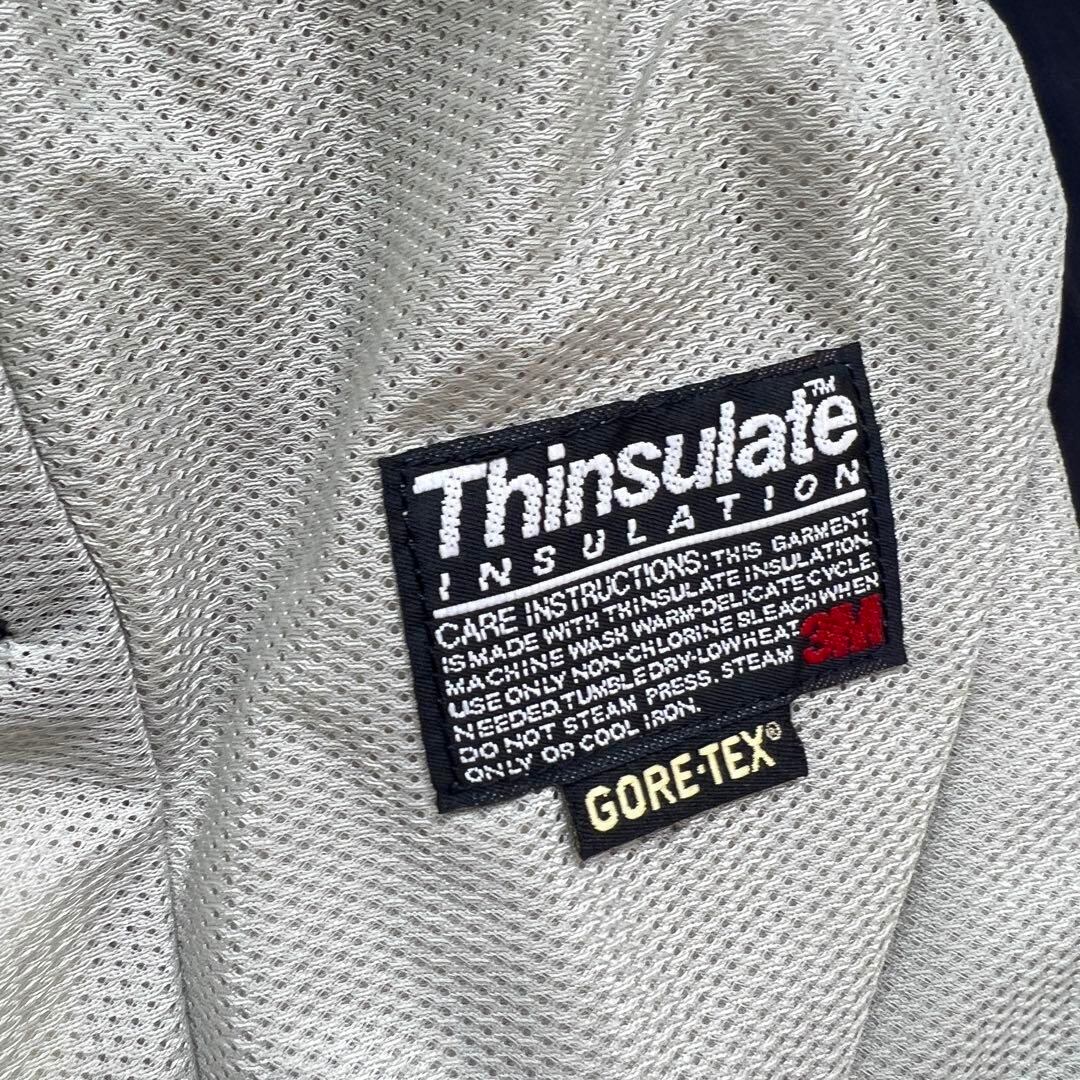 Thinsulate™
INSULATION
CARE INSTRUCTIONS: THIS GARMENT
IS MADE WITH THINSULATE INSULATION.
MACHINE WASH WARM-DELICATE CYCLE.
USE ONLY NON-CHLORINE BLEACH WHEN
NEEDED. TUMBLE DRY-LOW HEAT.
DO NOT STEAM PRESS. STEAM
ONLY OR COOL IRON.
3M
GORE-TEX®